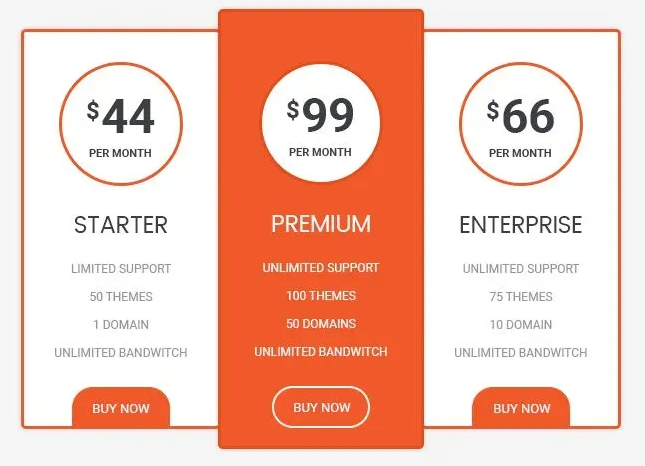 $44
PER MONTH
STARTER
LIMITED SUPPORT
50 THEMES
1 DOMAIN
UNLIMITED BANDWITCH
BUY NOW
$99
PER MONTH
PREMIUM
UNLIMITED SUPPORT
100 THEMES
50 DOMAINS
UNLIMITED BANDWITCH
BUY NOW
$66
PER MONTH
ENTERPRISE
UNLIMITED SUPPORT
75 THEMES
10 DOMAIN
UNLIMITED BANDWITCH
BUY NOW